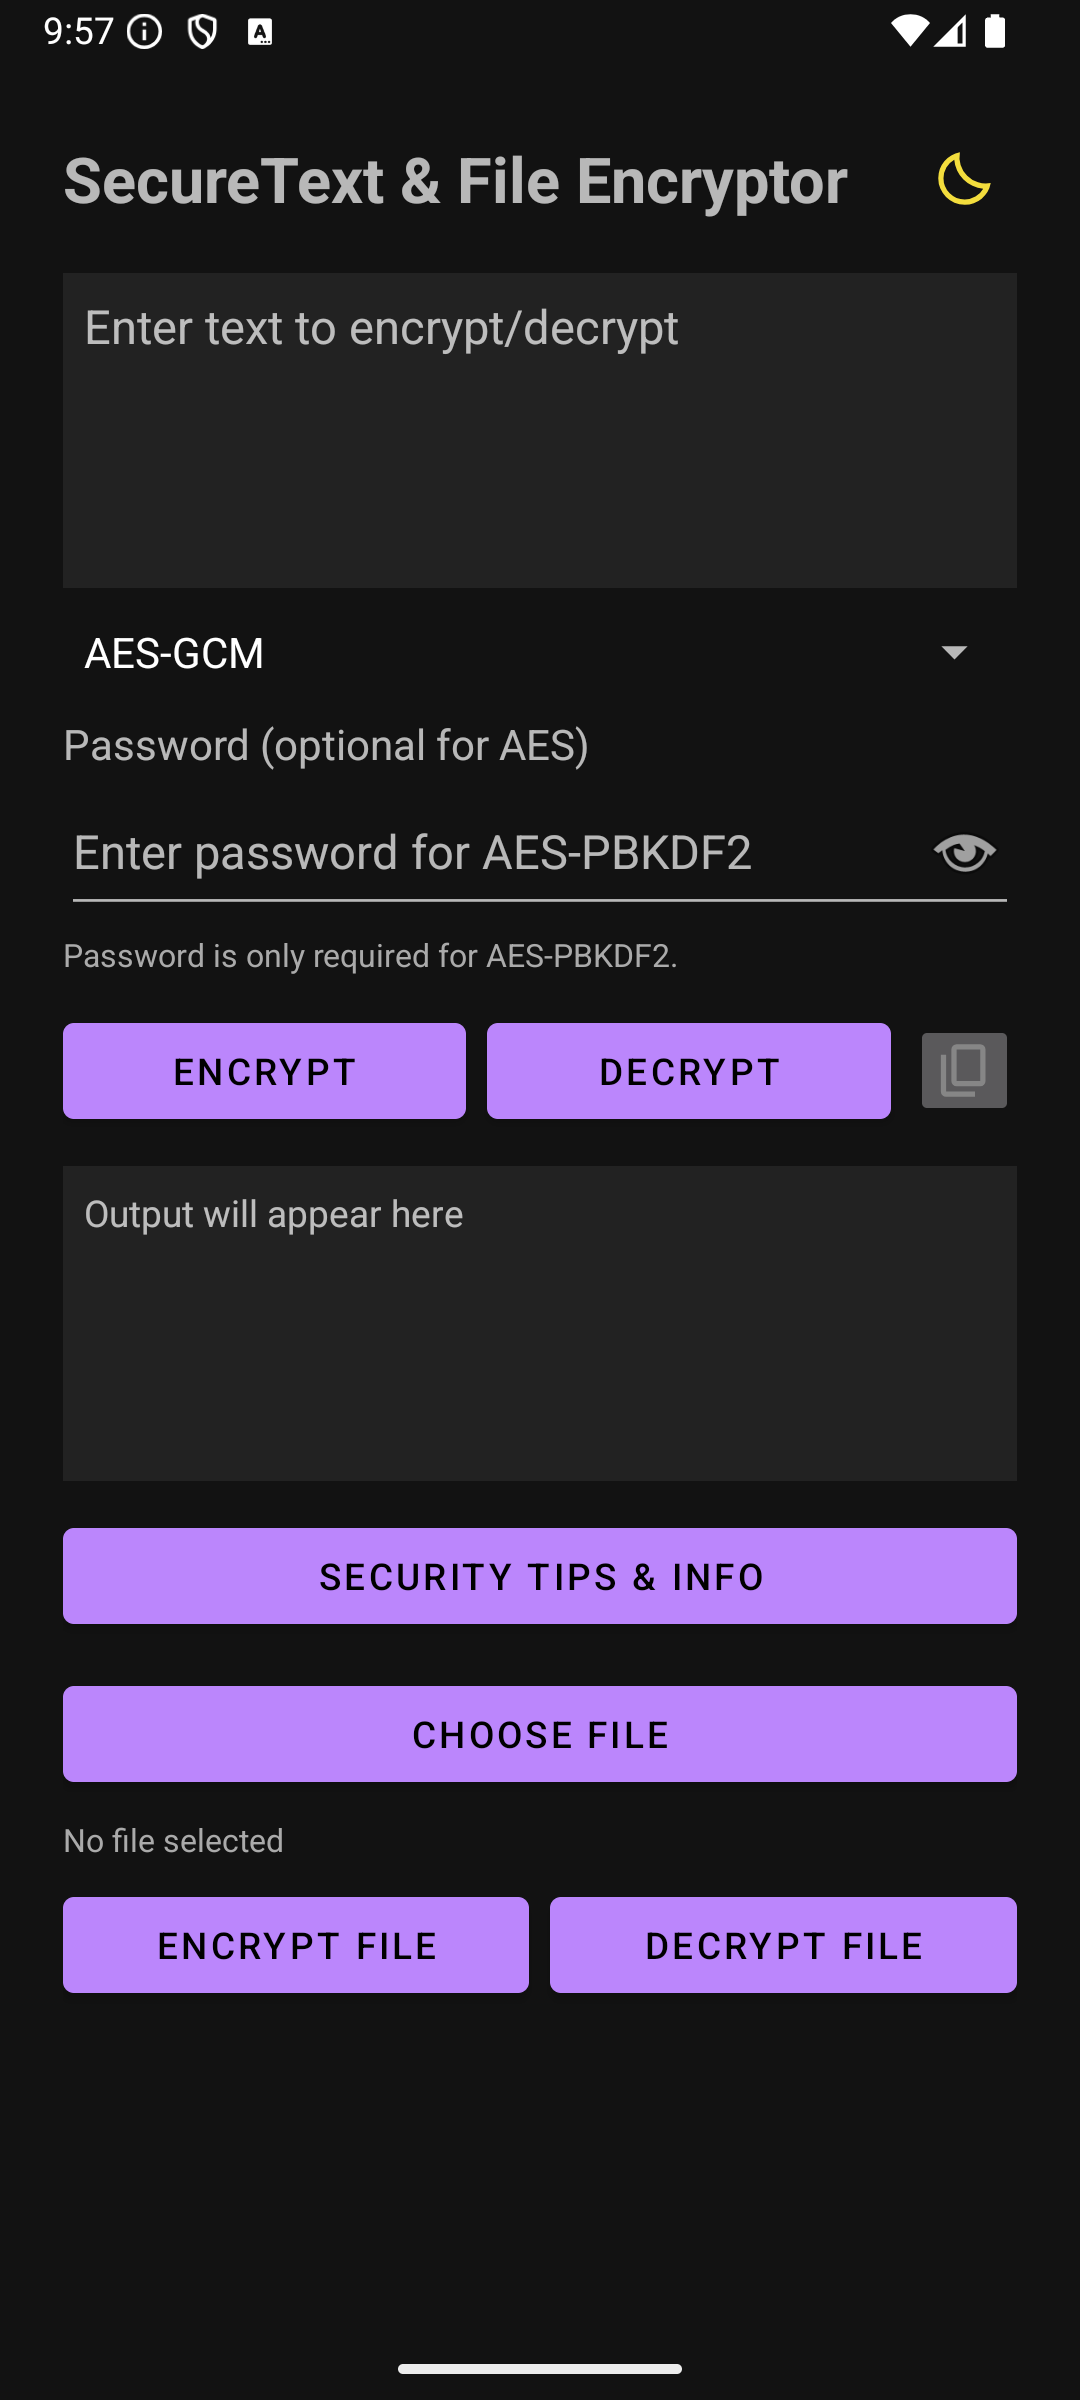 9:57
SecureText & File Encryptor
Enter text to encrypt/decrypt
AES-GCM
Password (optional for AES)
Enter password for AES-PBKDF2
Password is only required for AES-PBKDF2.
ENCRYPT DECRYPT
Output will appear here
SECURITY TIPS & INFO
CHOOSE FILE
No file selected
ENCRYPT FILE DECRYPT FILE